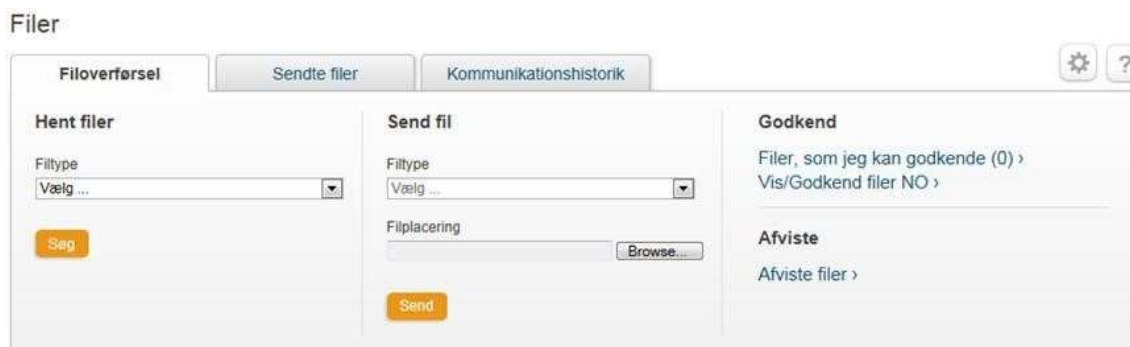 Filer
Filoverførsel
Sendte filer
Kommunikationshistorik
?
Hent filer
Filtype
Vælg ...
Søg
Send fil
Filtype
Vælg ...
Filplacering
Browse...
Send
Godkend
Filer, som jeg kan godkende (0) ›
Vis/Godkend filer NO ›
Afviste
Afviste filer ›